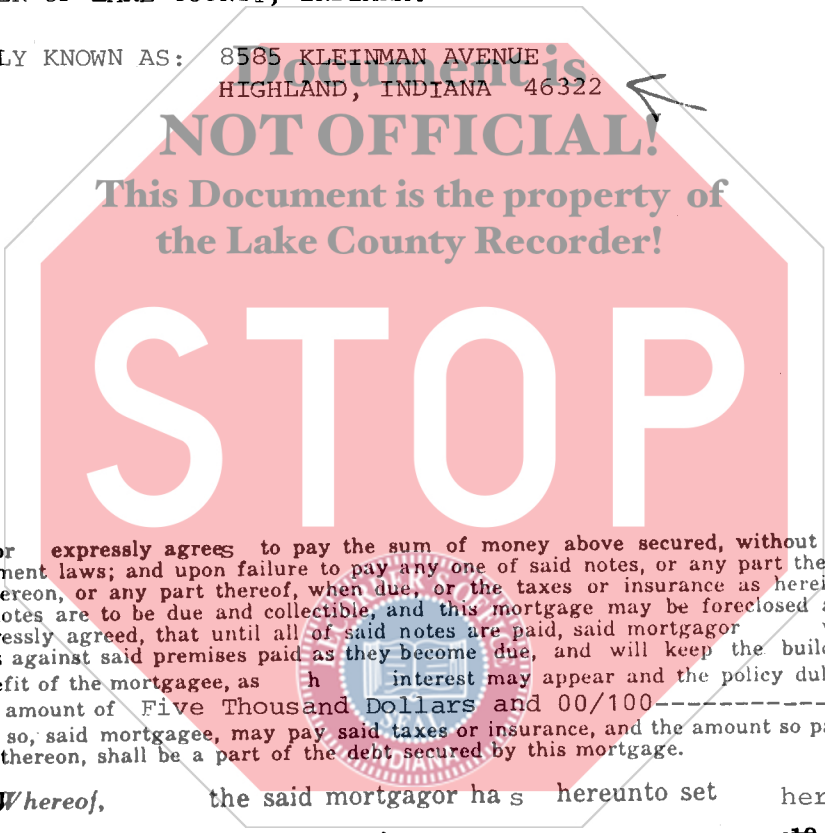 LY KNOWN AS: 8585 KLEINMAN AVENUE
HIGHLAND, INDIANA 46322
Document is
NOT OFFICIAL!
This Document is the property of
the Lake County Recorder!
STOP
or expressly agrees to pay the sum of money above secured, without
ment laws; and upon failure to pay any one of said notes, or any part the
ereon, or any part thereof, when due, or the taxes or insurance as herei
otes are to be due and collectible, and this mortgage may be foreclosed a
ressly agreed, that until all of said notes are paid, said mortgagor
s against said premises paid as they become due, and will keep the build
efit of the mortgagee, as h interest may appear and the policy dul
amount of Five Thousand Dollars and 00/100------------
so, said mortgagee, may pay said taxes or insurance, and the amount so pa
thereon, shall be a part of the debt secured by this mortgage.
SEAL
INDIANA
Whereof, the said mortgagor has hereunto set her